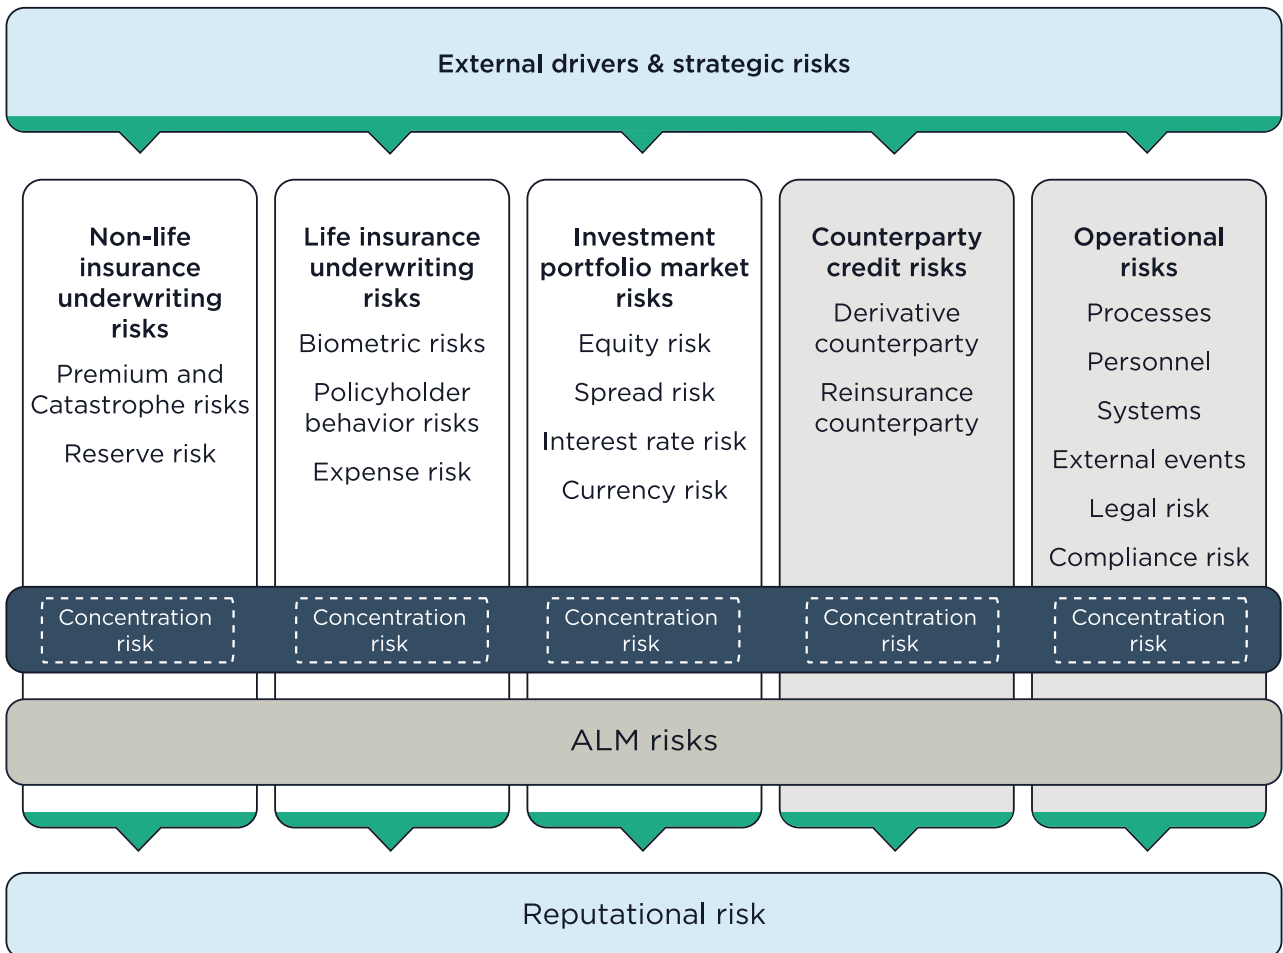 External drivers & strategic risks
Non-life
insurance
underwriting
risks
Premium and
Catastrophe risks
Reserve risk
Life insurance
underwriting
risks
Biometric risks
Policyholder
behavior risks
Expense risk
Investment
portfolio market
risks
Equity risk
Spread risk
Interest rate risk
Currency risk
Counterparty
credit risks
Derivative
counterparty
Reinsurance
counterparty
Operational
risks
Processes
Personnel
Systems
External events
Legal risk
Compliance risk
Concentration
risk
Concentration
risk
Concentration
risk
Concentration
risk
Concentration
risk
ALM risks
Reputational risk